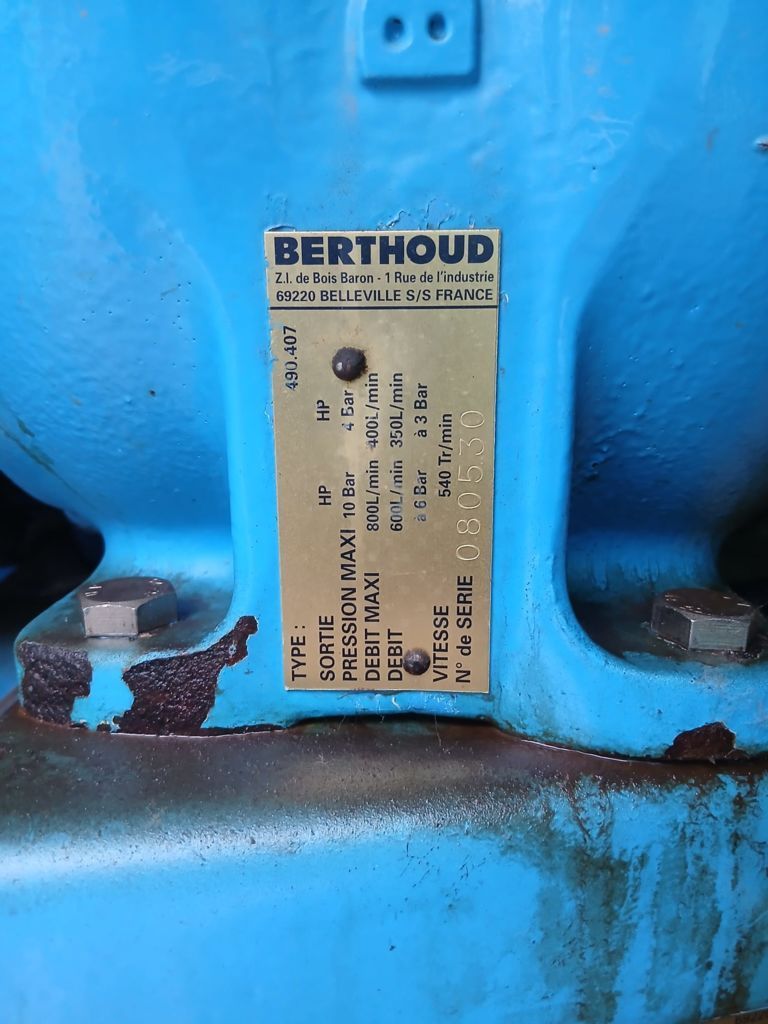 BERTHOUD
Z.I. de Bois Baron - 1 Rue de l'industrie
69220 BELLEVILLE S/S FRANCE
TYPE : 490.407
SORTIE HP HP
PRESSION MAXI 10 Bar 4 Bar
DEBIT MAXI 800L/min 400L/min
DEBIT 600L/min 350L/min
à 6 Bar à 3 Bar
VITESSE 540 Tr/min
N° de SERIE 080530